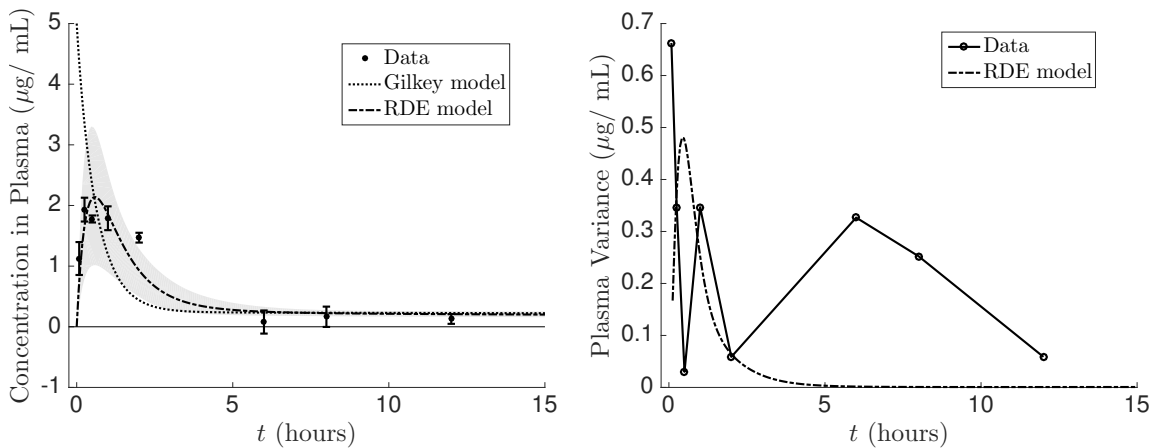 Concentration in Plasma (μg/ mL)
5
4
3
2
1
0
-1
0
5
10
15
t (hours)
Data
Gilkey model
RDE model
Plasma Variance (μg/ mL)
0.7
0.6
0.5
0.4
0.3
0.2
0.1
0
0
5
10
15
t (hours)
Data
RDE model